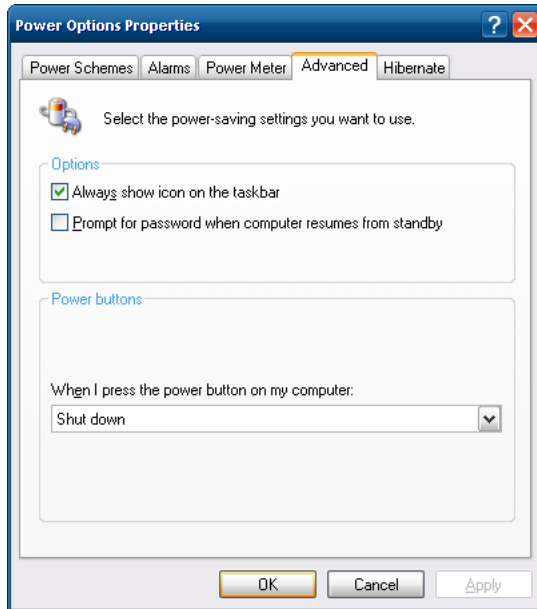 Power Options Properties
Power Schemes Alarms Power Meter Advanced Hibernate
Select the power-saving settings you want to use.
Options
Always show icon on the taskbar
Prompt for password when computer resumes from standby
Power buttons
When I press the power button on my computer:
Shut down
OK Cancel Apply